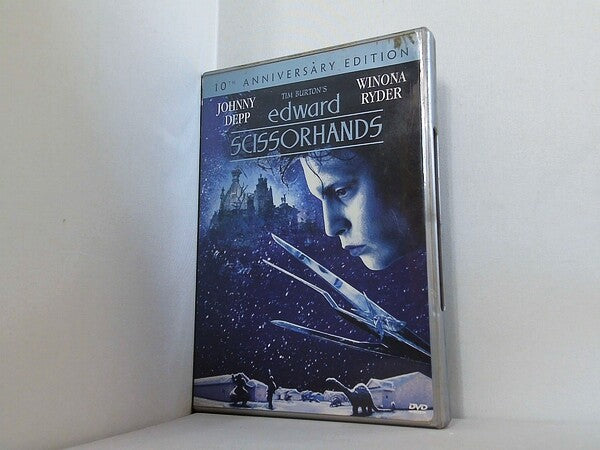 10TH ANNIVERSARY EDITION
JOHNNY DEPP
WINONA RYDER
TIM BURTON'S
edward
SCISSORHANDS
DVD